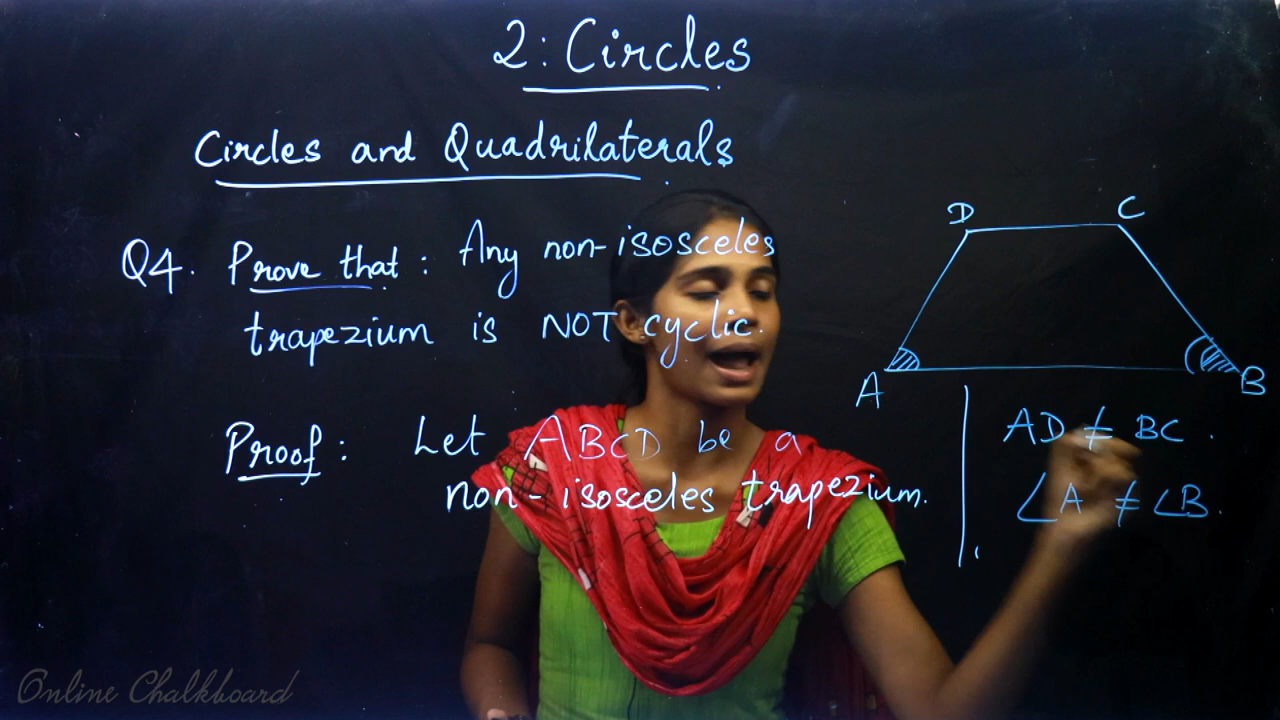 2: Circles
Circles and Quadrilaterals
Q4. Prove that: Any non-isosceles
trapezium is NOT cyclic.
Proof: Let ABCD be a
non-isosceles trapezium.
D C
A B
AD ≠ BC.
∠A ≠ ∠B.
Online Chalkboard